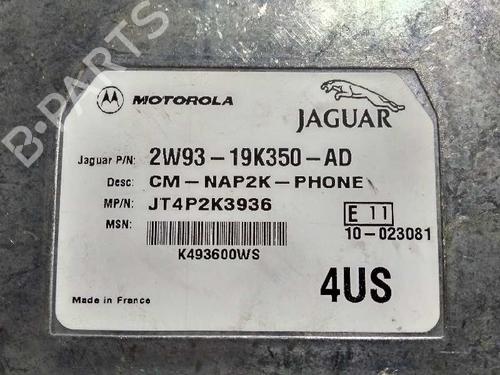 B-PARTS
MOTOROLA
JAGUAR
Jaguar P/N: 2W93-19K350-AD
Desc: CM-NAP2K-PHONE
MP/N: JT4P2K3936
E 11
MSN:
10-023081
K493600WS
Made in France
4US